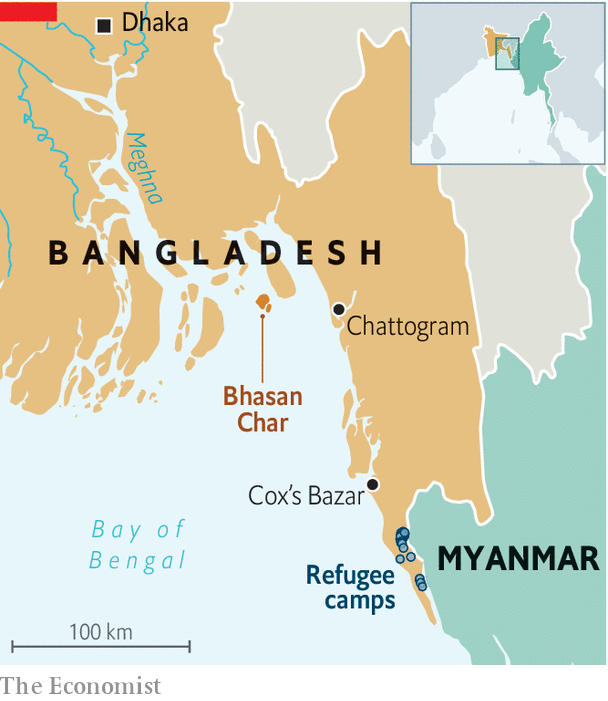 Dhaka
Meghna
BANGLADESH
Chattogram
Bhasan
Char
Cox's Bazar
Bay of
Bengal
MYANMAR
Refugee
camps
100 km
The Economist